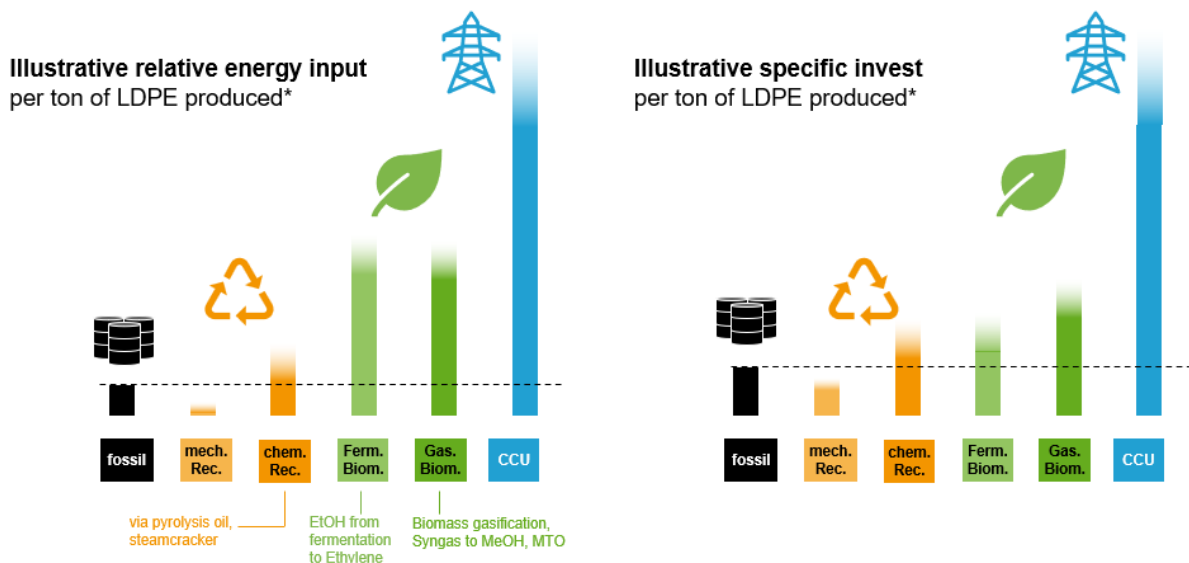 Illustrative relative energy input
per ton of LDPE produced*
fossil
mech.
Rec.
chem.
Rec.
Ferm.
Biom.
Gas.
Biom.
CCU
via pyrolysis oil,
steamcracker
EtOH from
fermentation
to Ethylene
Biomass gasification,
Syngas to MeOH, MTO
Illustrative specific invest
per ton of LDPE produced*
fossil
mech.
Rec.
chem.
Rec.
Ferm.
Biom.
Gas.
Biom.
CCU